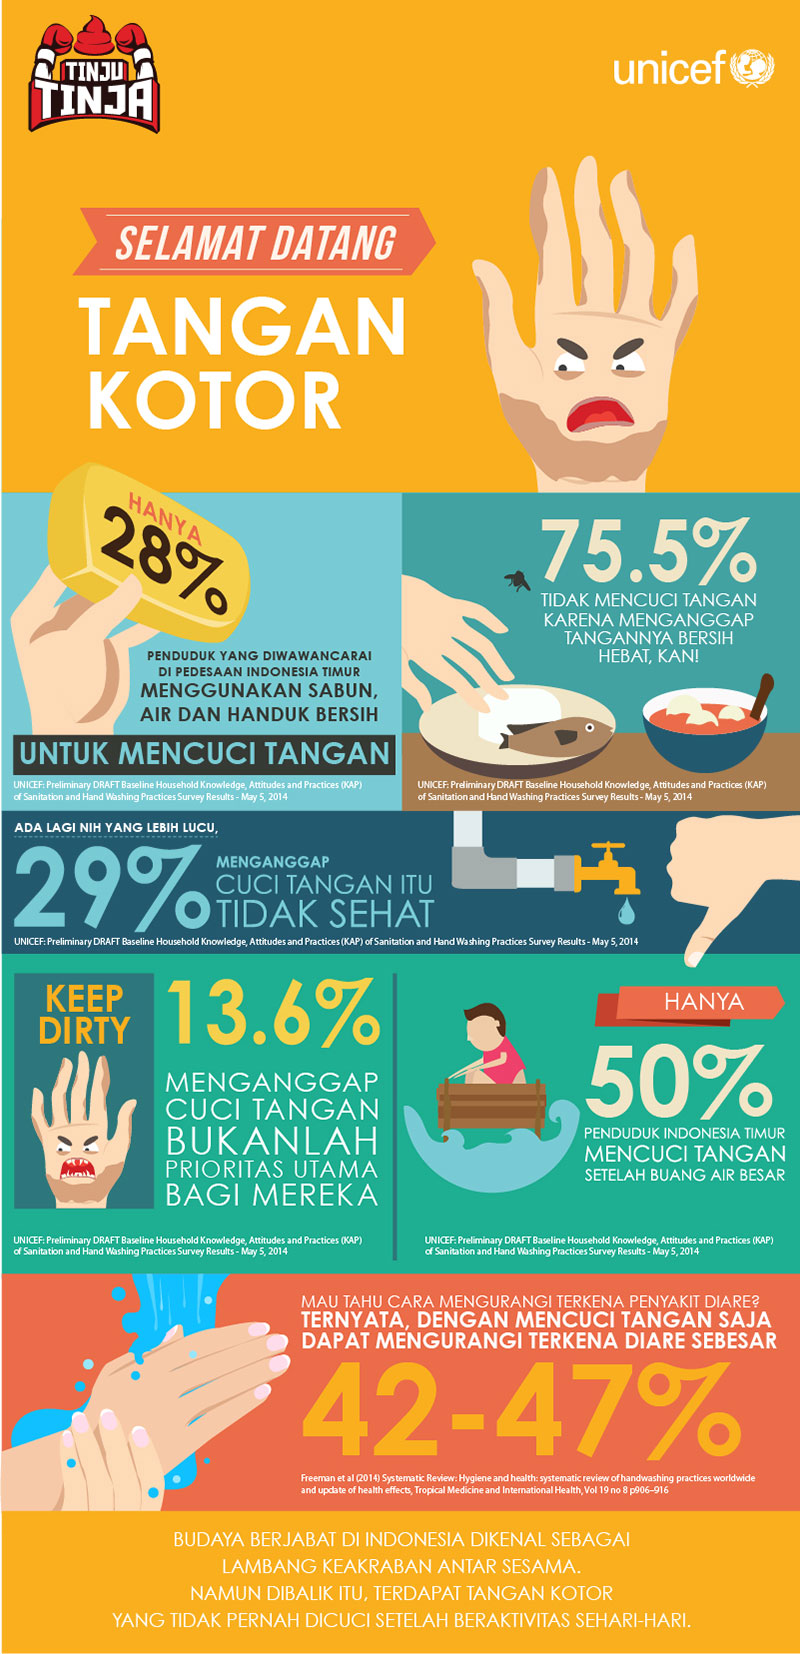 TINJU
TINJA
unicef
SELAMAT DATANG
TANGAN
KOTOR
HANYA
28%
PENDUDUK YANG DIWAWANCARAI
DI PEDESAAN INDONESIA TIMUR
MENGGUNAKAN SABUN,
AIR DAN HANDUK BERSIH
UNTUK MENCUCI TANGAN
UNICEF: Preliminary DRAFT Baseline Household Knowledge, Attitudes and Practices (KAP)
of Sanitation and Hand Washing Practices Survey Results - May 5, 2014
75.5%
TIDAK MENCUCI TANGAN
KARENA MENGANGGAP
TANGANNYA BERSIH
HEBAT, KAN!
UNICEF: Preliminary DRAFT Baseline Household Knowledge, Attitudes and Practices (KAP)
of Sanitation and Hand Washing Practices Survey Results - May 5, 2014
ADA LAGI NIH YANG LEBIH LUCU,
29%
MENGANGGAP
CUCI TANGAN ITU
TIDAK SEHAT
UNICEF: Preliminary DRAFT Baseline Household Knowledge, Attitudes and Practices (KAP) of Sanitation and Hand Washing Practices Survey Results - May 5, 2014
KEEP
DIRTY
13.6%
MENGANGGAP
CUCI TANGAN
BUKANLAH
PRIORITAS UTAMA
BAGI MEREKA
UNICEF: Preliminary DRAFT Baseline Household Knowledge, Attitudes and Practices (KAP)
of Sanitation and Hand Washing Practices Survey Results - May 5, 2014
HANYA
50%
PENDUDUK INDONESIA TIMUR
MENCUCI TANGAN
SETELAH BUANG AIR BESAR
UNICEF: Preliminary DRAFT Baseline Household Knowledge, Attitudes and Practices (KAP)
of Sanitation and Hand Washing Practices Survey Results - May 5, 2014
MAU TAHU CARA MENGURANGI TERKENA PENYAKIT DIARE?
TERNYATA, DENGAN MENCUCI TANGAN SAJA
DAPAT MENGURANGI TERKENA DIARE SEBESAR
42-47%
Freeman et al (2014) Systematic Review: Hygiene and health: systematic review of handwashing practices worldwide
and update of health effects, Tropical Medicine and International Health, Vol 19 no 8 p906–916
BUDAYA BERJABAT DI INDONESIA DIKENAL SEBAGAI
LAMBANG KEAKRABAN ANTAR SESAMA.
NAMUN DIBALIK ITU, TERDAPAT TANGAN KOTOR
YANG TIDAK PERNAH DICUCI SETELAH BERAKTIVITAS SEHARI-HARI.